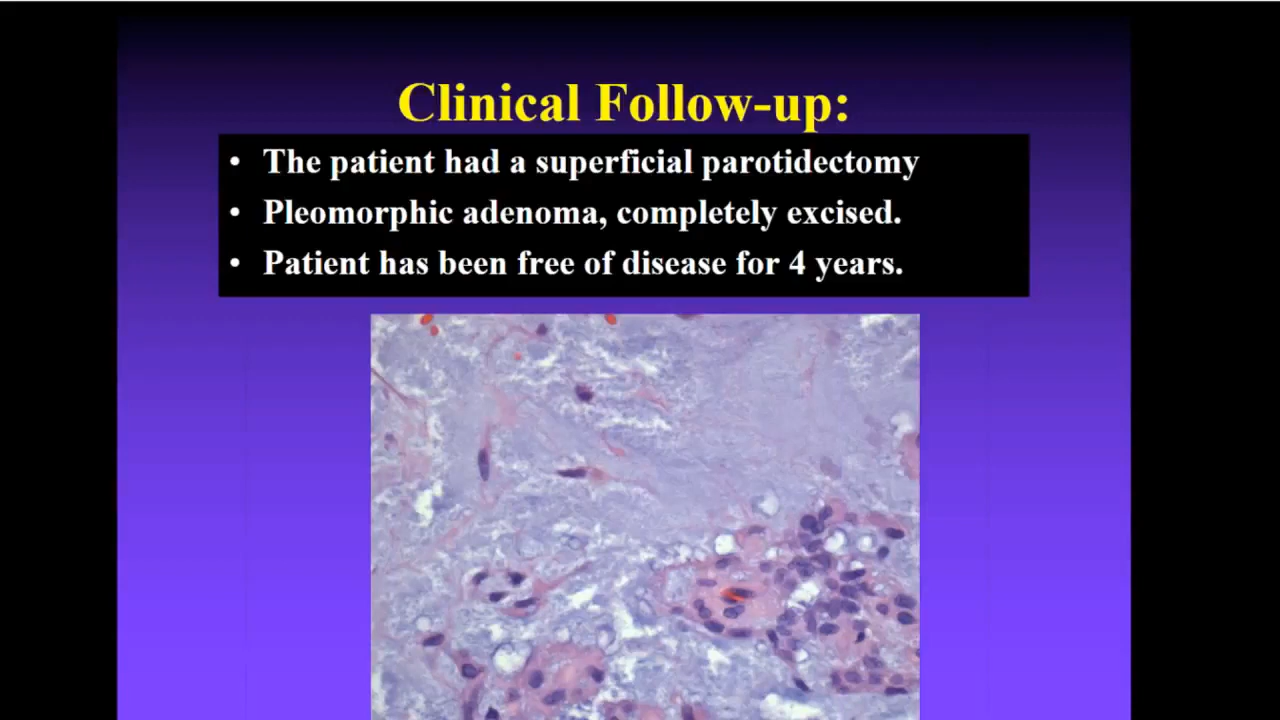 Clinical Follow-up:
• The patient had a superficial parotidectomy
• Pleomorphic adenoma, completely excised.
• Patient has been free of disease for 4 years.